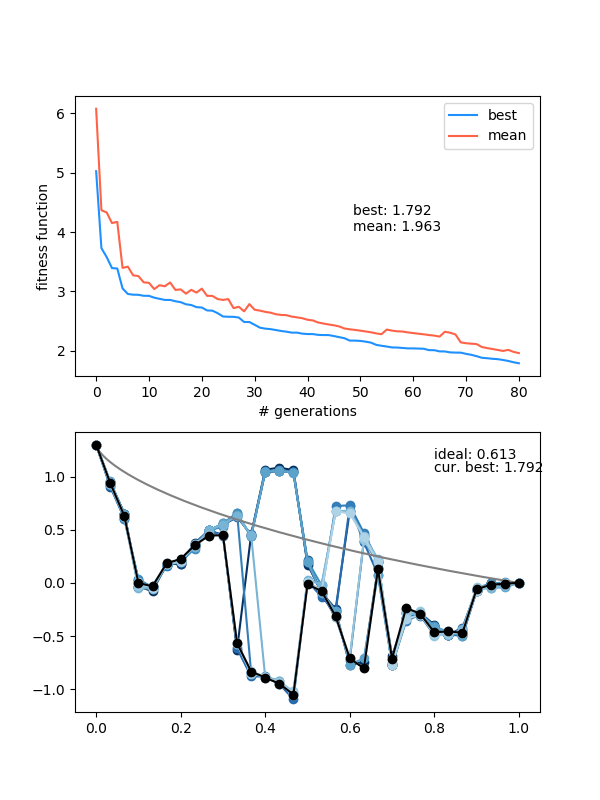 best
mean
best: 1.792
mean: 1.963
fitness function
6
5
4
3
2
0 10 20 30 40 50 60 70 80
# generations
ideal: 0.613
cur. best: 1.792
1.0
0.5
0.0
−0.5
−1.0
0.0 0.2 0.4 0.6 0.8 1.0